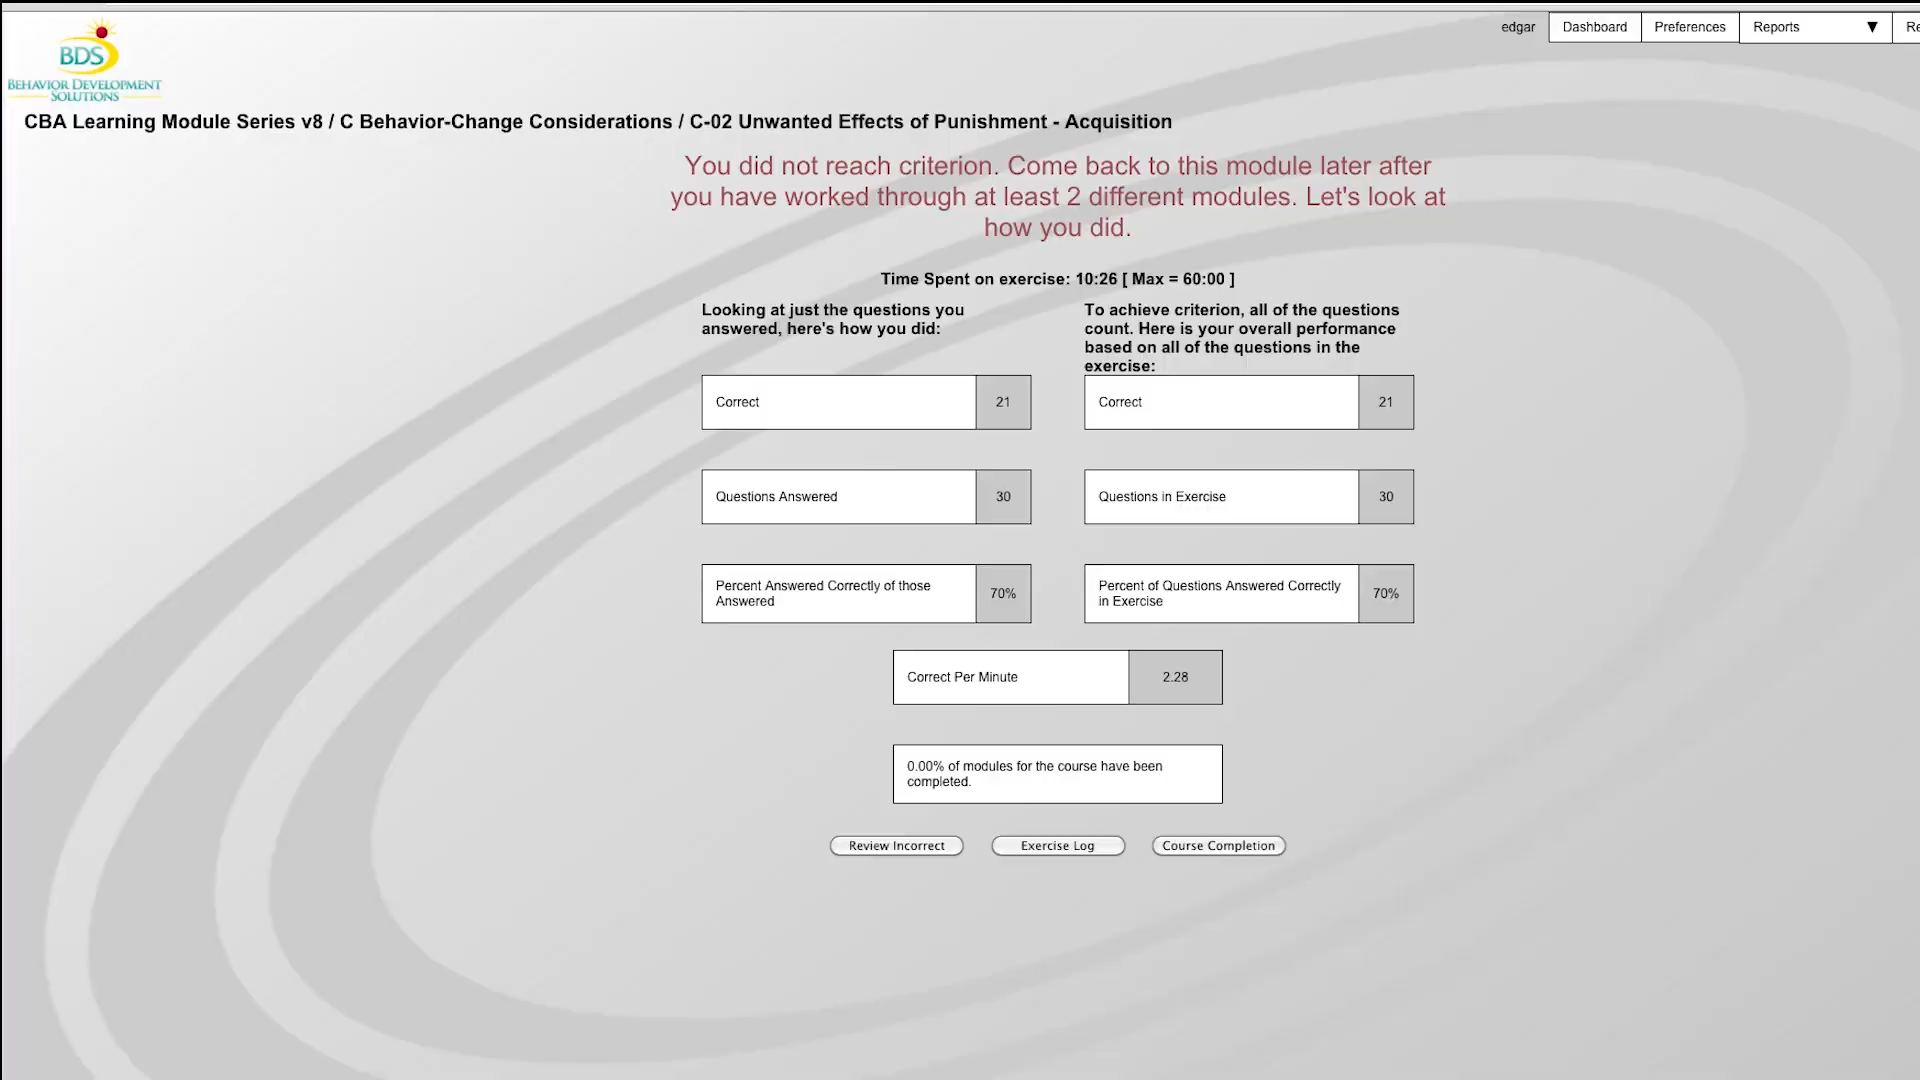 edgar
Dashboard
Preferences
Reports
Re
BDS
BEHAVIOR DEVELOPMENT
SOLUTIONS
CBA Learning Module Series v8 / C Behavior-Change Considerations / C-02 Unwanted Effects of Punishment - Acquisition
You did not reach criterion. Come back to this module later after
you have worked through at least 2 different modules. Let's look at
how you did.
Time Spent on exercise: 10:26 [ Max = 60:00 ]
Looking at just the questions you
answered, here's how you did:
Correct 21
Questions Answered 30
Percent Answered Correctly of those
Answered
70%
To achieve criterion, all of the questions
count. Here is your overall performance
based on all of the questions in the
exercise:
Correct 21
Questions in Exercise 30
Percent of Questions Answered Correctly
in Exercise
70%
Correct Per Minute 2.28
0.00% of modules for the course have been
completed.
Review Incorrect
Exercise Log
Course Completion